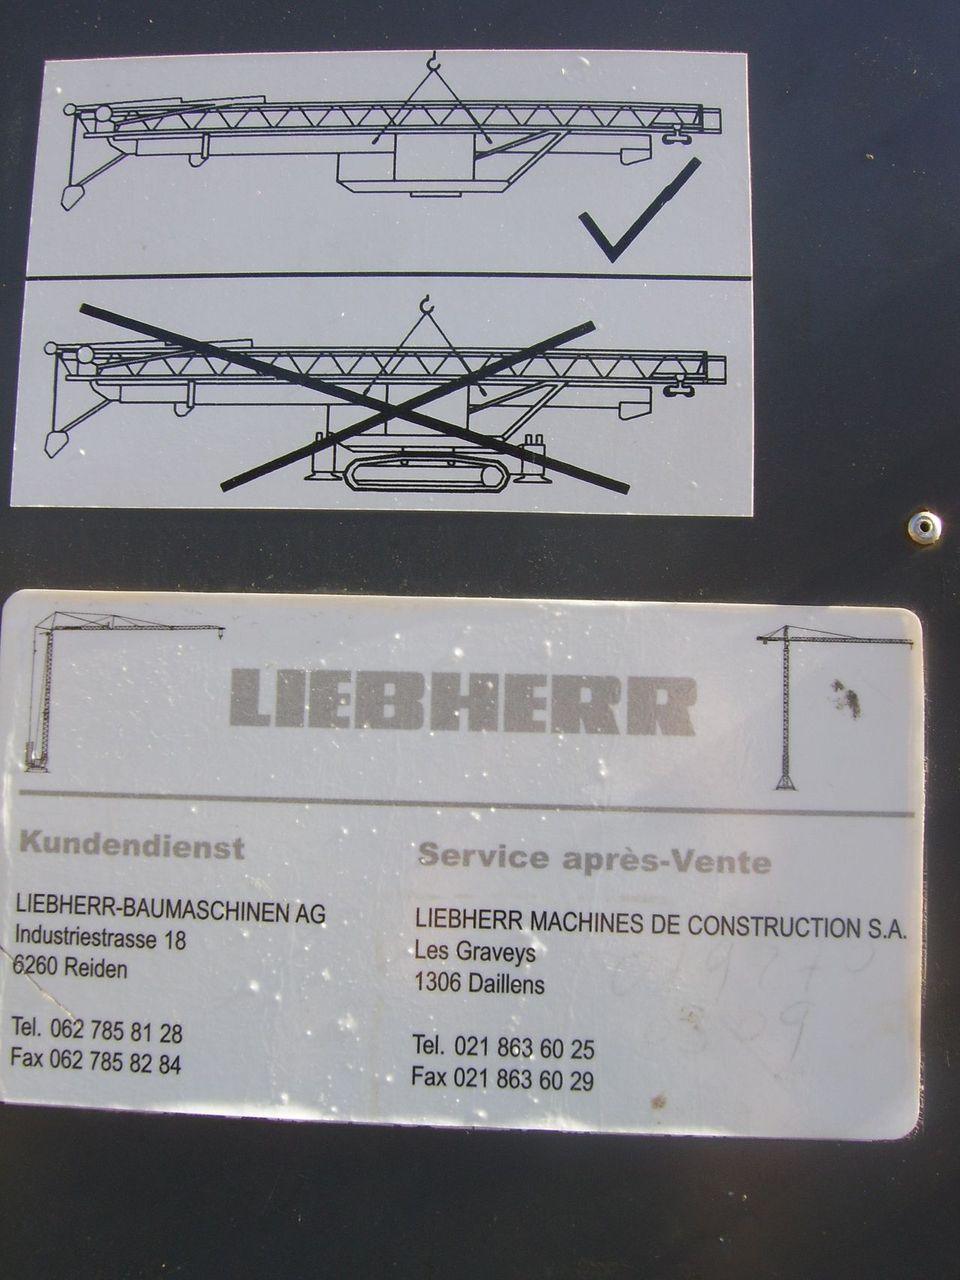 LIEBHERR
Kundendienst
LIEBHERR-BAUMASCHINEN AG
Industriestrasse 18
6260 Reiden
Tel. 062 785 81 28
Fax 062 785 82 84
Service après-Vente
LIEBHERR MACHINES DE CONSTRUCTION S.A.
Les Graveys
1306 Daillens
Tel. 021 863 60 25
Fax 021 863 60 29